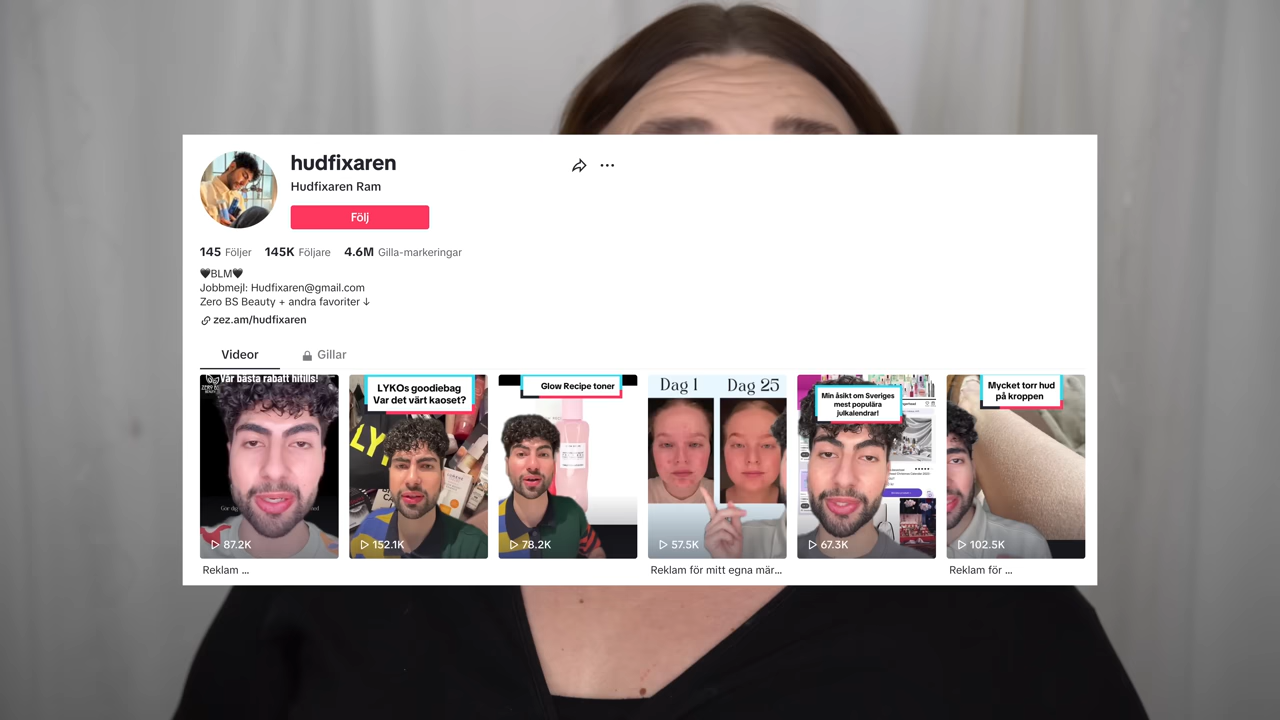 hudfixaren
Hudfixaren Ram
Följ
145 Följer 145K Följare 4.6M Gilla-markeringar
🖤BLM🖤
Jobbmejl: Hudfixaren@gmail.com
Zero BS Beauty + andra favoriter ↓
zez.am/hudfixaren
Videor Gillar
Vår bästa rabatt hitills!
87.2K
Reklam ...
LYKOs goodiebag
Var det värt kaoset?
LY
152.1K
Glow Recipe toner
78.2K
Dag 1 Dag 25
57.5K
Reklam för mitt egna mär...
Min åsikt om Sveriges
mest populära
julkalendrar!
67.3K
Mycket torr hud
på kroppen
102.5K
Reklam för ...